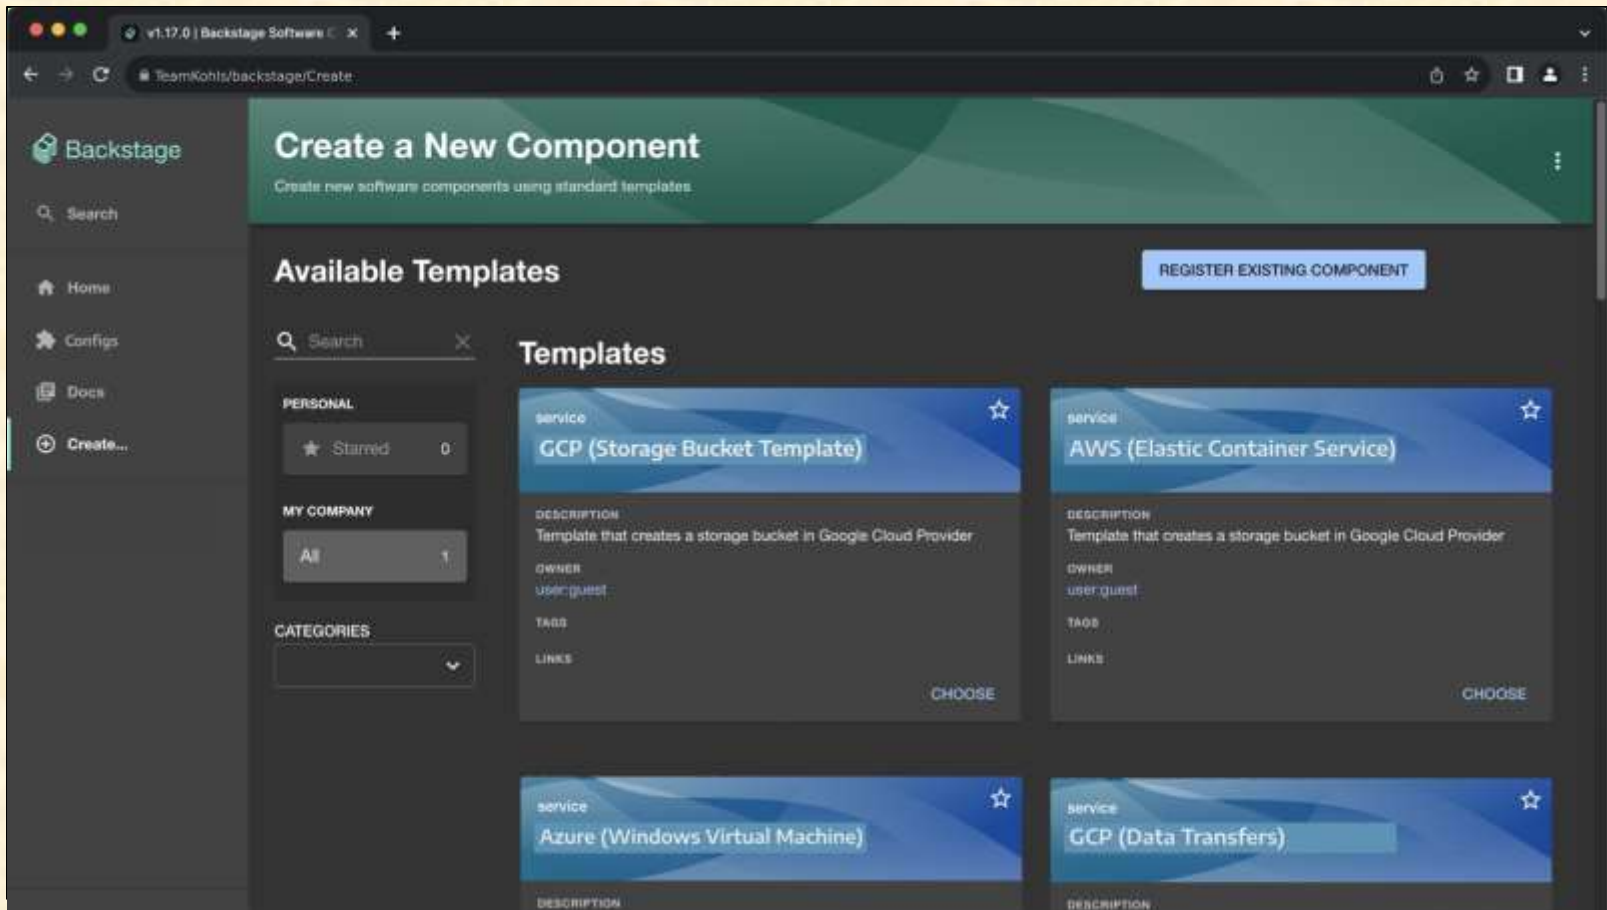 v1.17.0 | Backstage Software C
TeamKohls/backstage/Create
Backstage
Search
Home
Configs
Docs
Create...
Create a New Component
Create new software components using standard templates
Available Templates
REGISTER EXISTING COMPONENT
Search
PERSONAL
Starred 0
MY COMPANY
All 1
CATEGORIES
Templates
service
GCP (Storage Bucket Template)
DESCRIPTION
Template that creates a storage bucket in Google Cloud Provider
OWNER
user:guest
TAGS
LINKS
CHOOSE
service
AWS (Elastic Container Service)
DESCRIPTION
Template that creates a storage bucket in Google Cloud Provider
OWNER
user:guest
TAGS
LINKS
CHOOSE
service
Azure (Windows Virtual Machine)
DESCRIPTION
service
GCP (Data Transfers)
DESCRIPTION